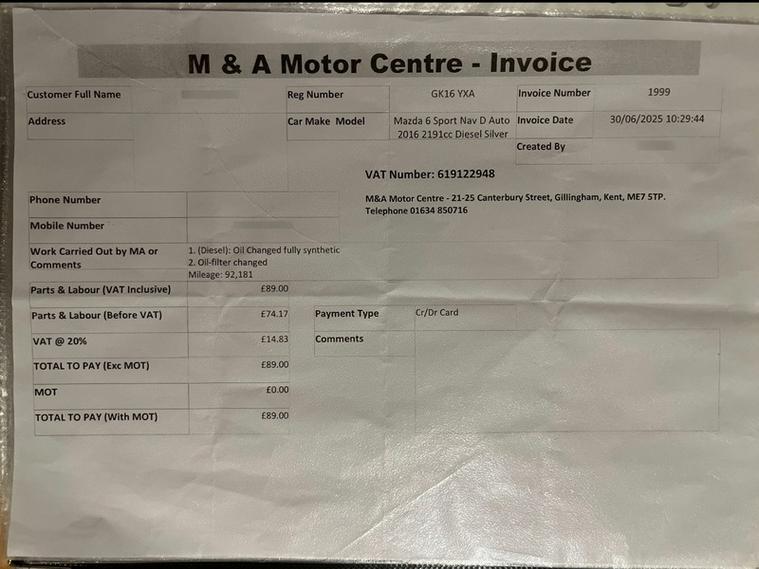 M & A Motor Centre - Invoice
Customer Full Name
Reg Number GK16 YXA
Invoice Number 1999
Address
Car Make Model Mazda 6 Sport Nav D Auto
2016 2191cc Diesel Silver
Invoice Date 30/06/2025 10:29:44
Created By
VAT Number: 619122948
M&A Motor Centre - 21-25 Canterbury Street, Gillingham, Kent, ME7 5TP.
Telephone 01634 850716
Phone Number
Mobile Number
Work Carried Out by MA or
Comments
1. (Diesel): Oil Changed fully synthetic
2. Oil-filter changed
Mileage: 92,181
Parts & Labour (VAT Inclusive) £89.00
Parts & Labour (Before VAT) £74.17
Payment Type Cr/Dr Card
VAT @ 20% £14.83
Comments
TOTAL TO PAY (Exc MOT) £89.00
MOT £0.00
TOTAL TO PAY (With MOT) £89.00